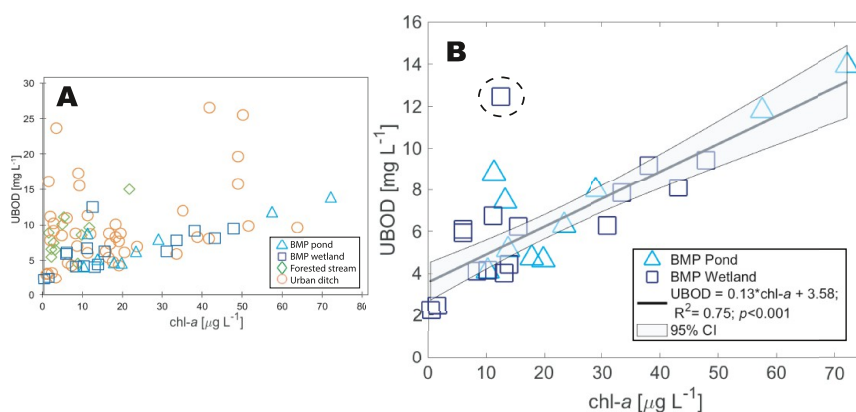 A
UBOD [mg L⁻¹]
30
25
20
15
10
5
0
0
10
20
30
40
50
60
70
80
chl-a [µg L⁻¹]
BMP pond
BMP wetland
Forested stream
Urban ditch
B
UBOD [mg L⁻¹]
16
14
12
10
8
6
4
2
0
0
10
20
30
40
50
60
70
chl-a [µg L⁻¹]
BMP Pond
BMP Wetland
UBOD = 0.13*chl-a + 3.58;
R²= 0.75; p<0.001
95% CI